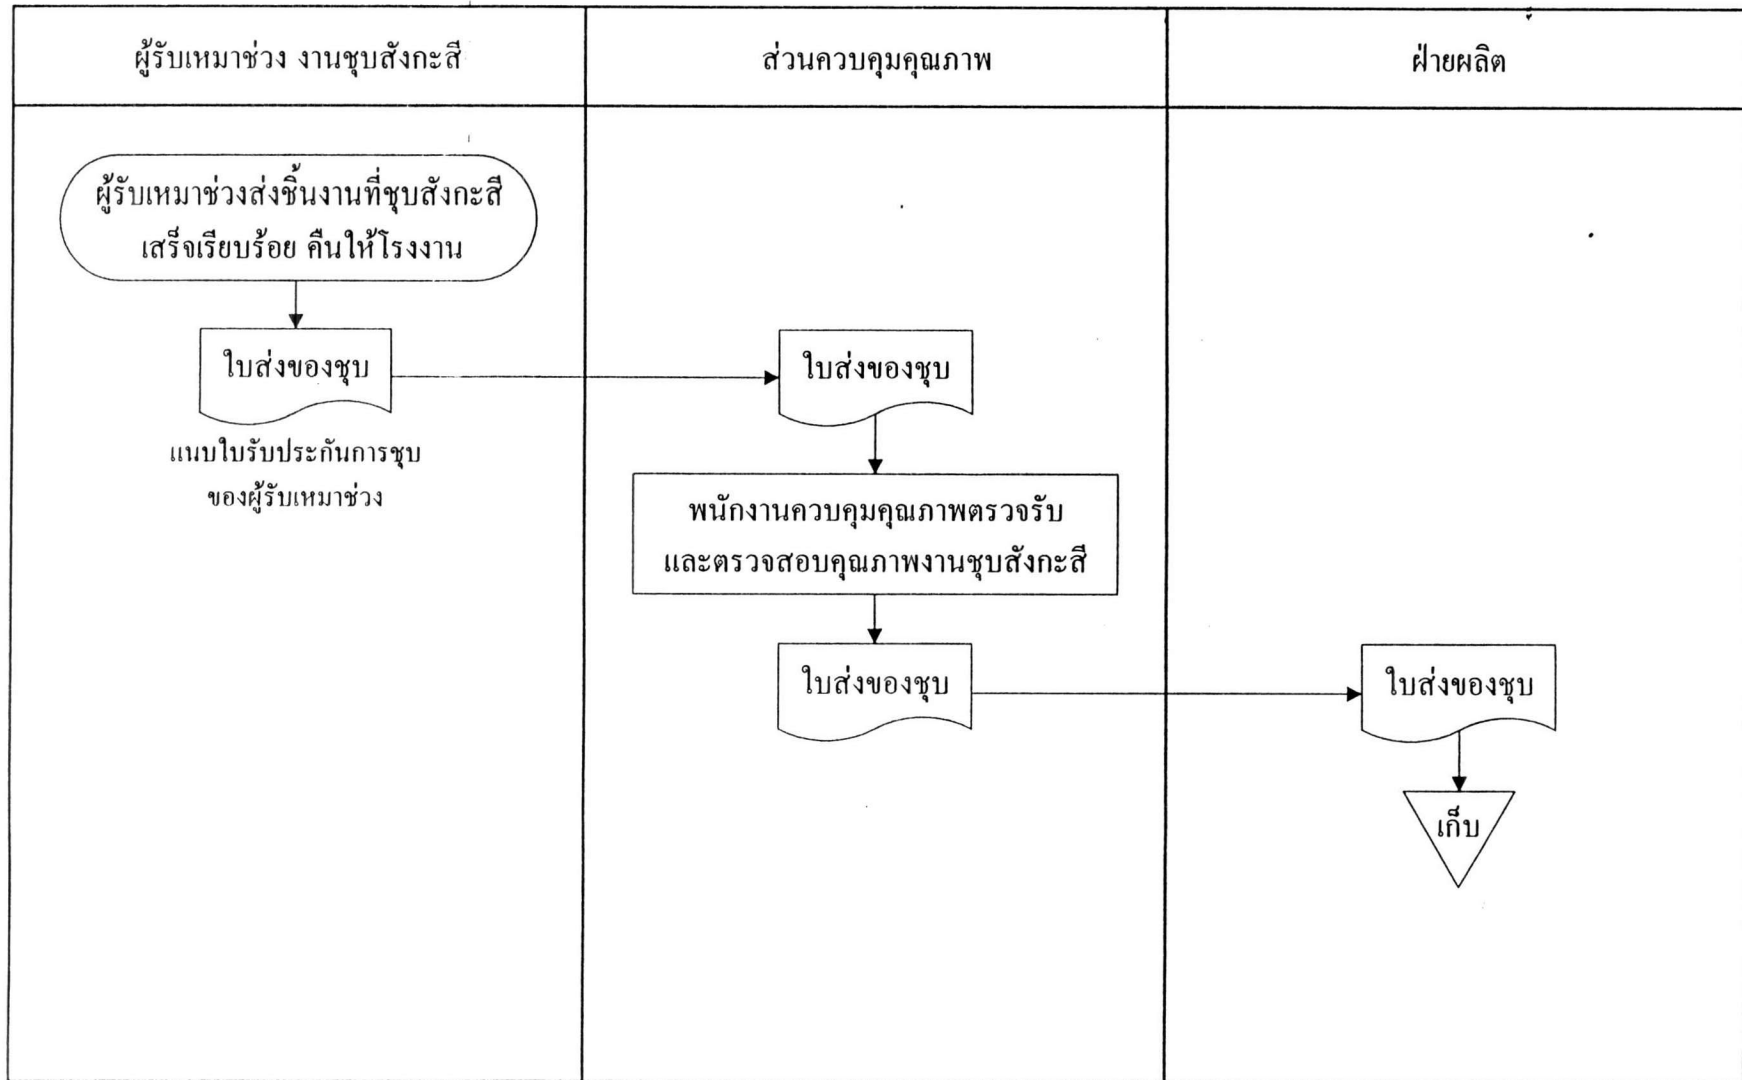 ผู้รับเหมาช่วง งานชุบสังกะสี
ส่วนควบคุมคุณภาพ
ฝ่ายผลิต
ผู้รับเหมาช่วงส่งชิ้นงานที่ชุบสังกะสี
เสร็จเรียบร้อย คืนให้โรงงาน
ใบส่งของชุบ
ใบส่งของชุบ
แนบใบรับประกันการชุบ
ของผู้รับเหมาช่วง
พนักงานควบคุมคุณภาพตรวจรับ
และตรวจสอบคุณภาพงานชุบสังกะสี
ใบส่งของชุบ
ใบส่งของชุบ
เก็บ